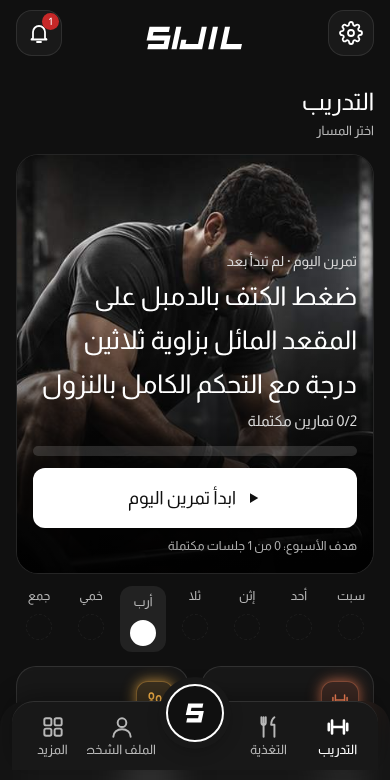 1
SIJIL
التدريب
اختر المسار
تمرين اليوم · لم تبدأ بعد
ضغط الكتف بالدمبل على
المقعد المائل بزاوية ثلاثين
درجة مع التحكم الكامل بالنزول
0/2 تمارين مكتملة
ابدأ تمرين اليوم
هدف الأسبوع: 0 من 1 جلسات مكتملة
سبت أحد إثن ثلا أرب خمي جمع
التدريب التغذية S الملف الشخد المزيد